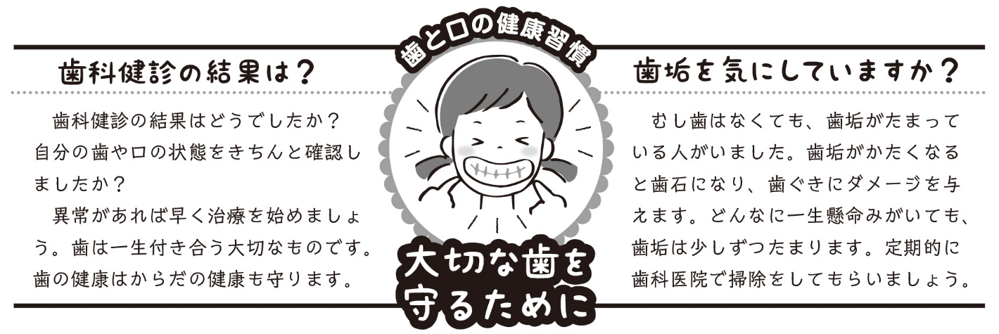 歯と口の健康習慣
歯科健診の結果は？
歯科健診の結果はどうでしたか？
自分の歯や口の状態をきちんと確認し
ましたか？
異常があれば早く治療を始めましょ
う。歯は一生付き合う大切なものです。
歯の健康はからだの健康も守ります。
大切な歯を
守るために
歯垢を気にしていますか？
むし歯はなくても、歯垢がたまって
いる人がいました。歯垢がかたくなる
と歯石になり、歯ぐきにダメージを与
えます。どんなに一生懸命みがいても、
歯垢は少しずつたまります。定期的に
歯科医院で掃除をしてもらいましょう。